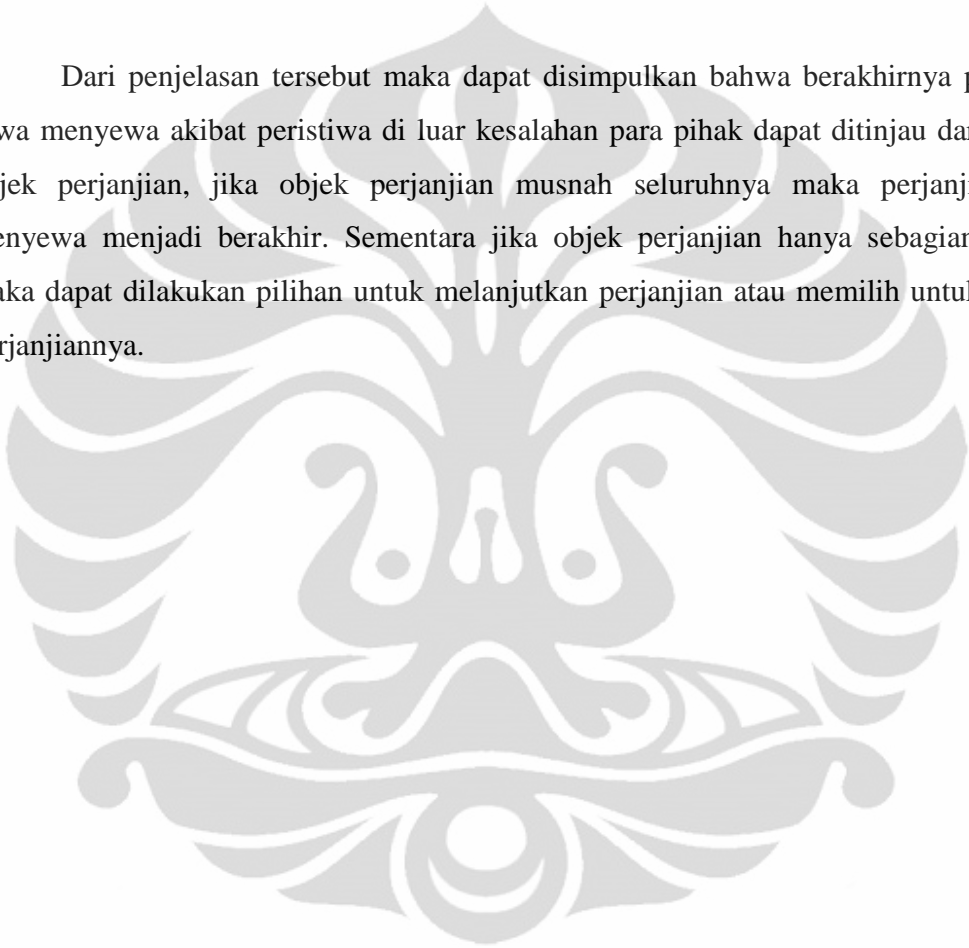 Dari penjelasan tersebut maka dapat disimpulkan bahwa berakhirnya p
wa menyewa akibat peristiwa di luar kesalahan para pihak dapat ditinjau dar
jek perjanjian, jika objek perjanjian musnah seluruhnya maka perjanji
enyewa menjadi berakhir. Sementara jika objek perjanjian hanya sebagian
aka dapat dilakukan pilihan untuk melanjutkan perjanjian atau memilih untuk
rjanjiannya.